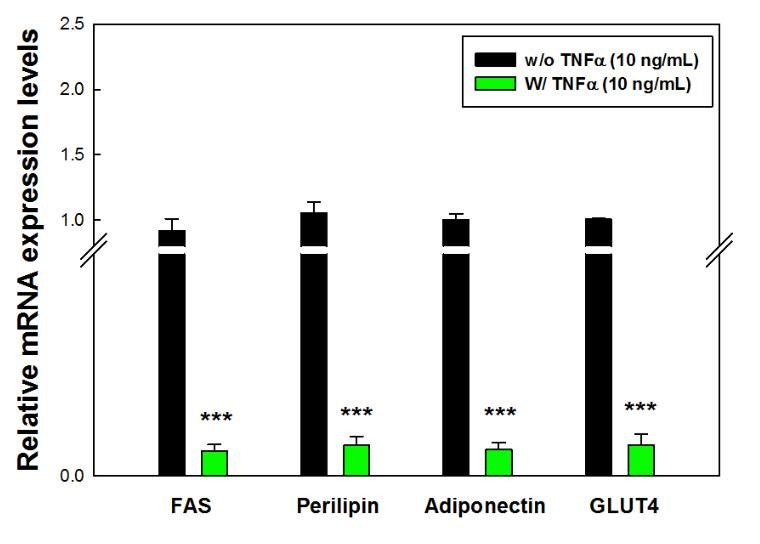 Relative mRNA expression levels
2.5
2.0
1.5
1.0
0.0
w/o TNFα (10 ng/mL)
W/ TNFα (10 ng/mL)
*** *** *** ***
FAS Perilipin Adiponectin GLUT4